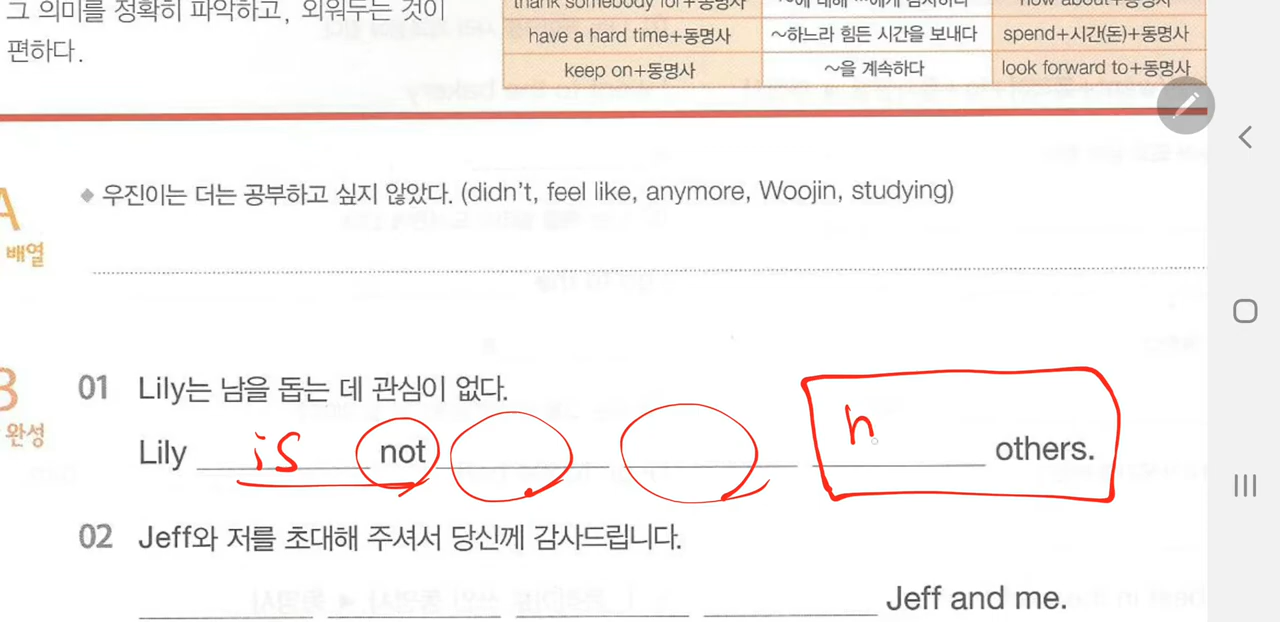 그 의미를 정확히 파악하고, 외워두는 것이
편하다.
thank somebody for+동명사
have a hard time+동명사 ~하느라 힘든 시간을 보내다 spend+시간(돈)+동명사
keep on+동명사 ~을 계속하다 look forward to+동명사
A
배열
◆ 우진이는 더는 공부하고 싶지 않았다. (didn't, feel like, anymore, Woojin, studying)
B
완성
01 Lily는 남을 돕는 데 관심이 없다.
Lily is not h others.
02 Jeff와 저를 초대해 주셔서 당신께 감사드립니다.
Jeff and me.